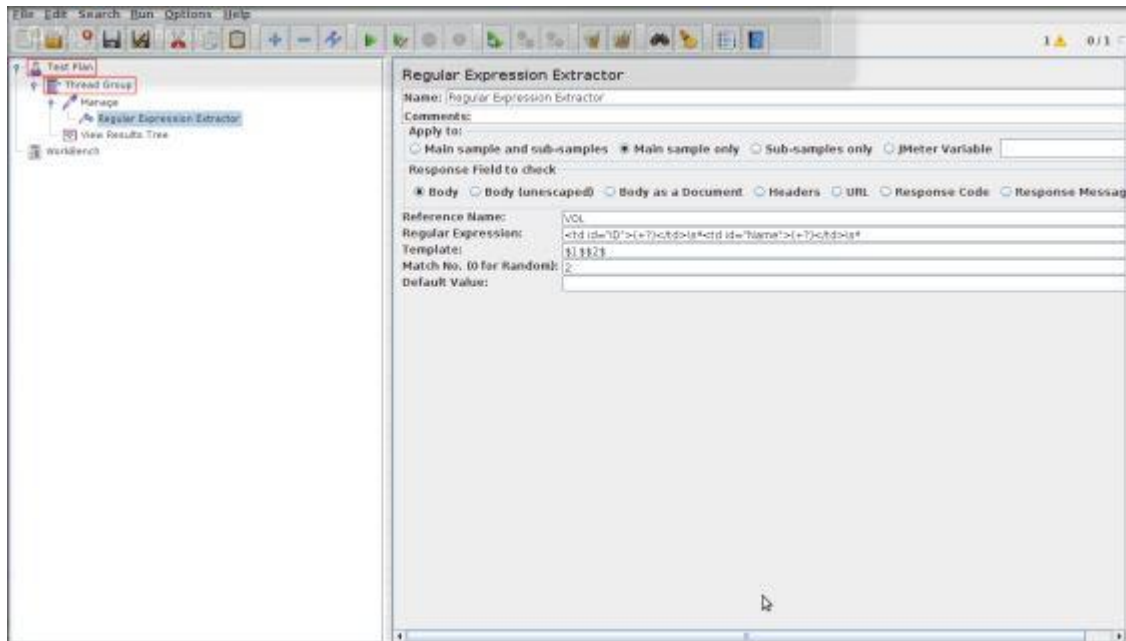 File Edit Search Run Options Help
1 0/1
Test Plan
Thread Group
Manage
Regular Expression Extractor
View Results Tree
WorkBench
Regular Expression Extractor
Name: Regular Expression Extractor
Comments:
Apply to:
Main sample and sub-samples Main sample only Sub-samples only JMeter Variable
Response Field to check
Body Body (unescaped) Body as a Document Headers URL Response Code Response Messag
Reference Name: VOL
Regular Expression: <td id="ID">(+?)</td>\s*<td id="Name">(+?)</td>\s*
Template: $1$$2$
Match No. (0 for Random): 2
Default Value: